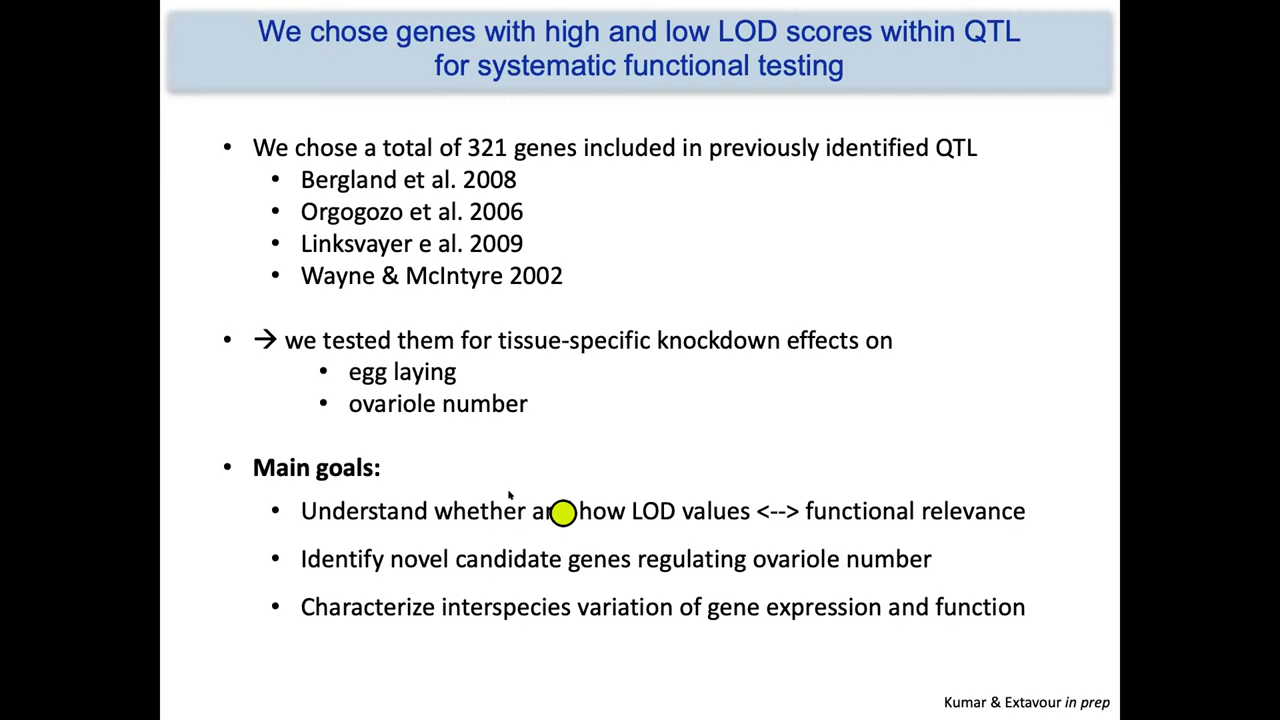 We chose genes with high and low LOD scores within QTL
for systematic functional testing
• We chose a total of 321 genes included in previously identified QTL
• Bergland et al. 2008
• Orgogozo et al. 2006
• Linksvayer e al. 2009
• Wayne & McIntyre 2002
• → we tested them for tissue-specific knockdown effects on
• egg laying
• ovariole number
• Main goals:
• Understand whether how LOD values <--> functional relevance
• Identify novel candidate genes regulating ovariole number
• Characterize interspecies variation of gene expression and function
Kumar & Extavour in prep